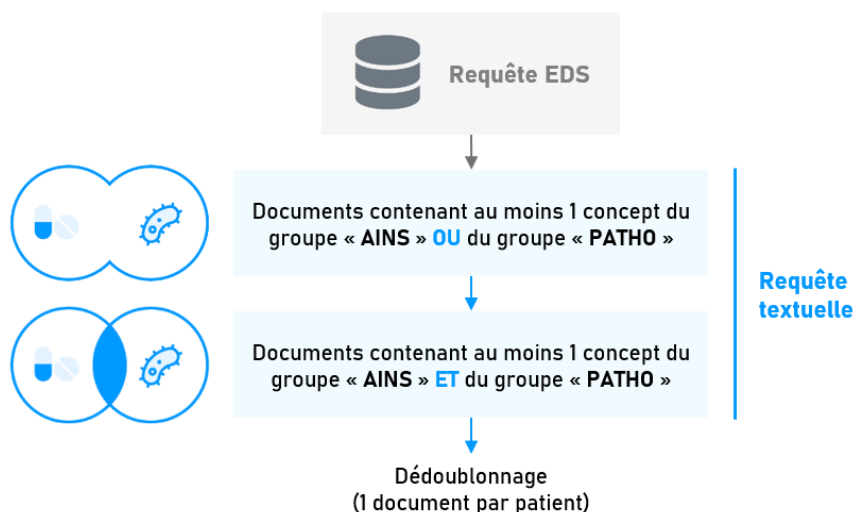 Requête EDS
Documents contenant au moins 1 concept du
groupe « AINS » OU du groupe « PATHO »
Requête
textuelle
Documents contenant au moins 1 concept du
groupe « AINS » ET du groupe « PATHO »
Dédoublonnage
(1 document par patient)